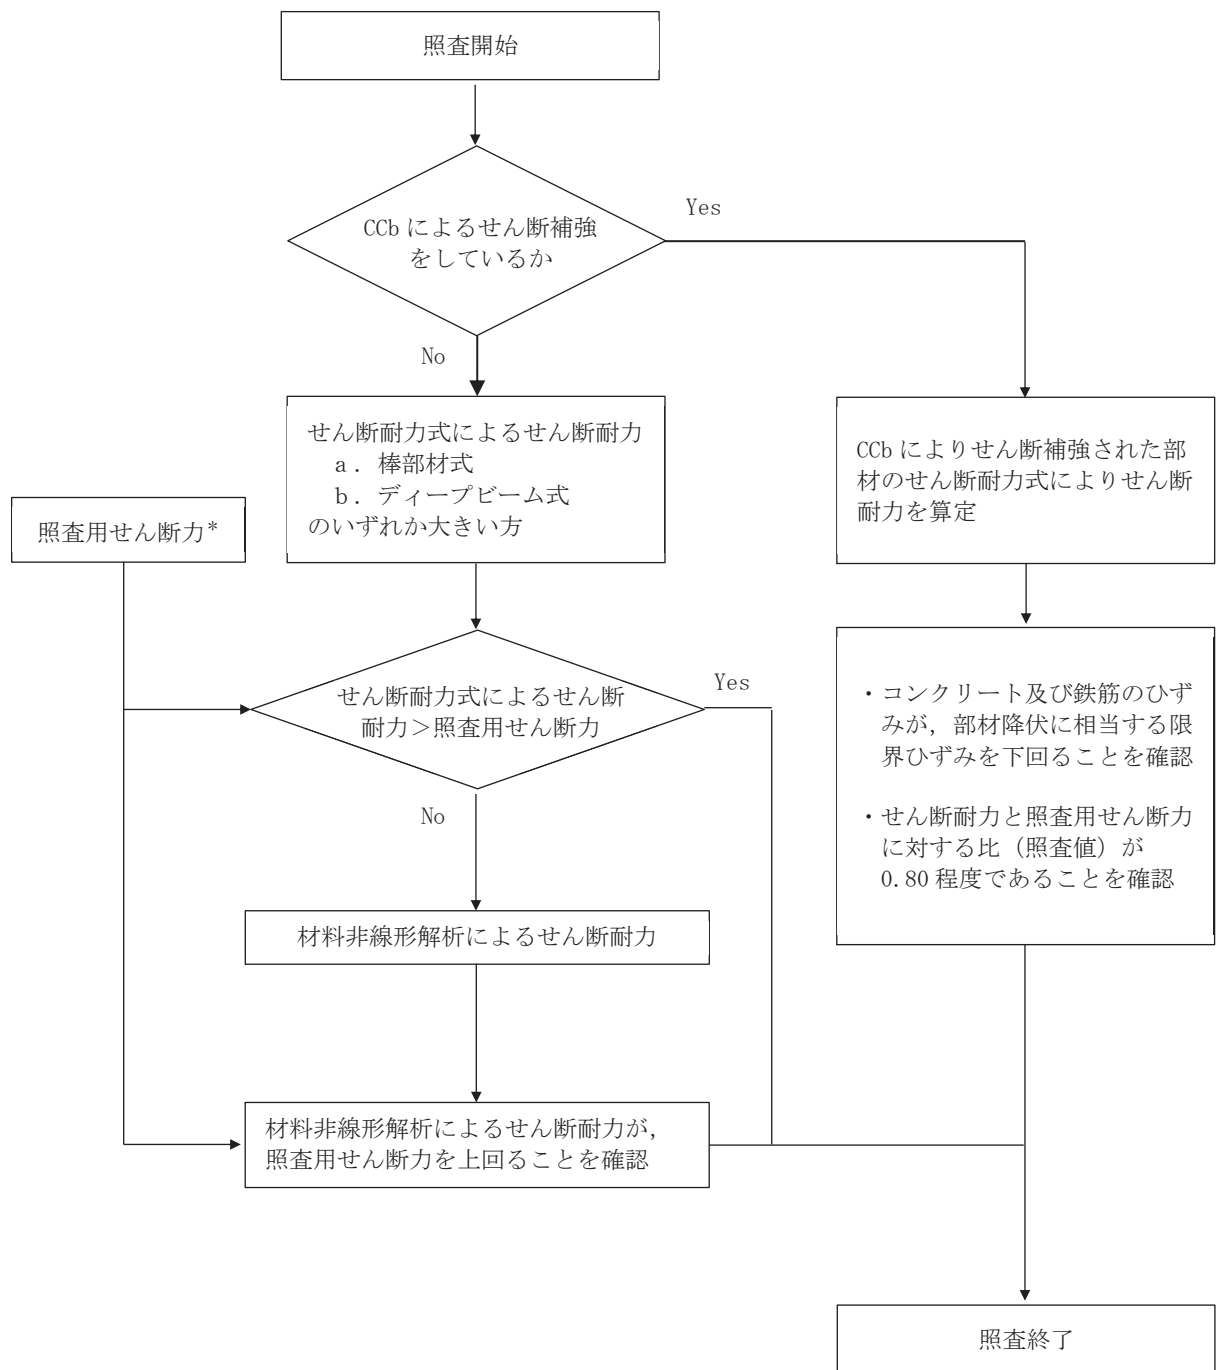 照査開始
CCb によるせん断補強
をしているか
Yes
No
せん断耐力式によるせん断耐力
a．棒部材式
b．ディープビーム式
のいずれか大きい方
CCb によりせん断補強された部
材のせん断耐力式によりせん断
耐力を算定
照査用せん断力*
せん断耐力式によるせん断
耐力＞照査用せん断力
Yes
No
・コンクリート及び鉄筋のひず
みが，部材降伏に相当する限
界ひずみを下回ることを確認
・せん断耐力と照査用せん断力
に対する比（照査値）が
0.80 程度であることを確認
材料非線形解析によるせん断耐力
材料非線形解析によるせん断耐力が，
照査用せん断力を上回ることを確認
照査終了